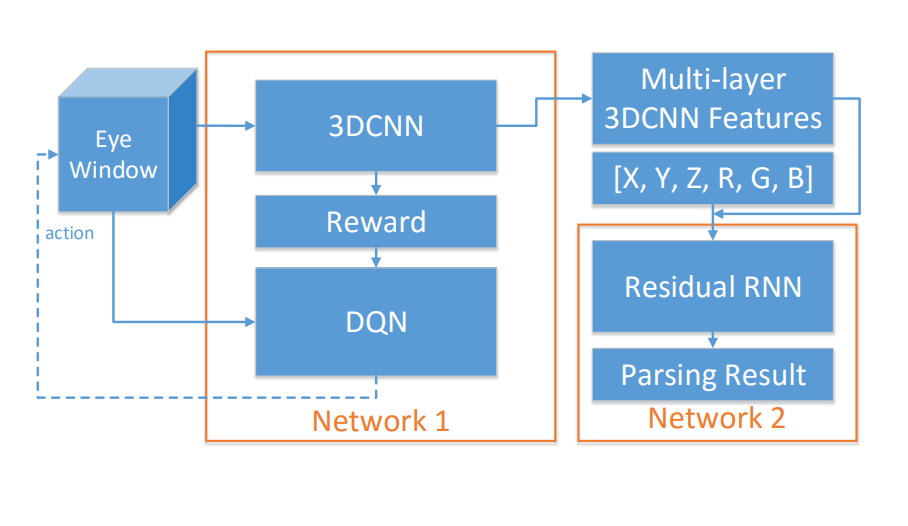 Eye
Window
action
3DCNN
Reward
DQN
Network 1
Multi-layer
3DCNN Features
[X, Y, Z, R, G, B]
Residual RNN
Parsing Result
Network 2